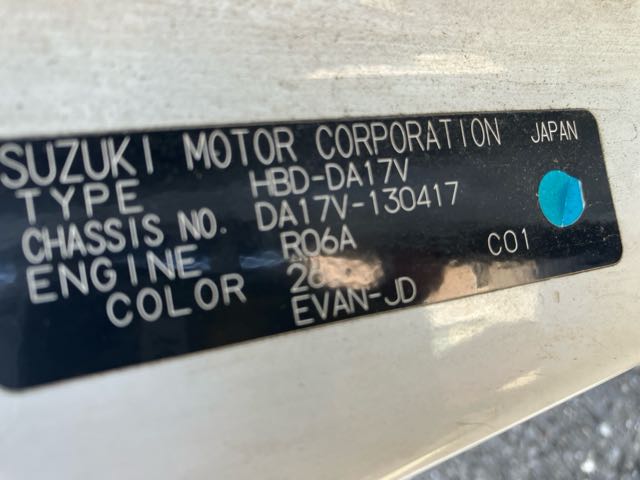 SUZUKI MOTOR CORPORATION JAPAN
TYPE HBD-DA17V
CHASSIS NO. DA17V-130417
ENGINE R06A C01
COLOR
EVAN-JD